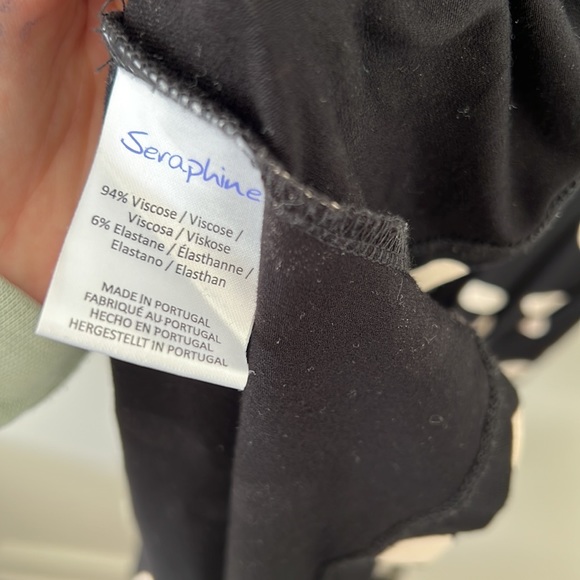 Seraphine
94% Viscose / Viscose /
Viscosa / Viskose
6% Elastane / Élasthanne /
Elastano / Elasthan
MADE IN PORTUGAL
FABRIQUÉ AU PORTUGAL
HECHO EN PORTUGAL
HERGESTELLT IN PORTUGAL